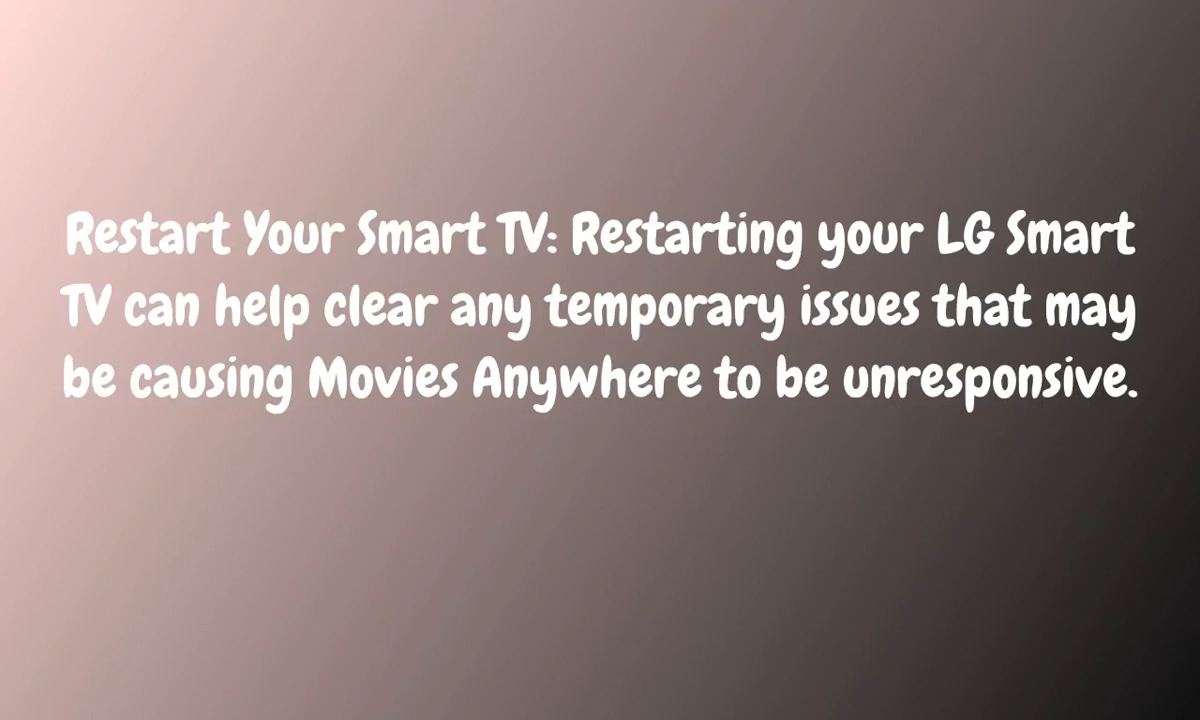 Restart Your Smart TV: Restarting your LG Smart
TV can help clear any temporary issues that may
be causing Movies Anywhere to be unresponsive.